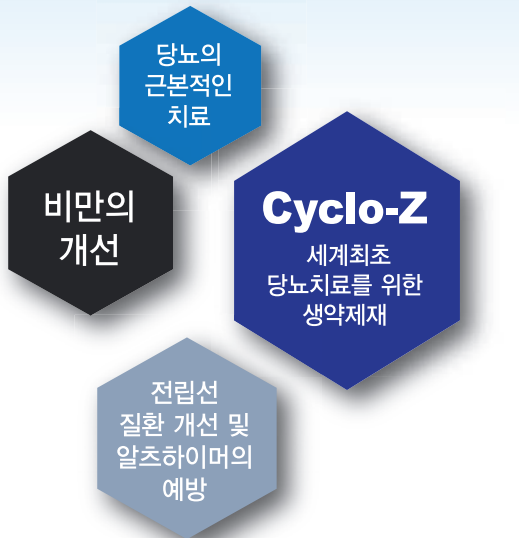 당뇨의
근본적인
치료
비만의
개선
Cyclo-Z
세계최초
당뇨치료를 위한
생약제재
전립선
질환 개선 및
알츠하이머의
예방